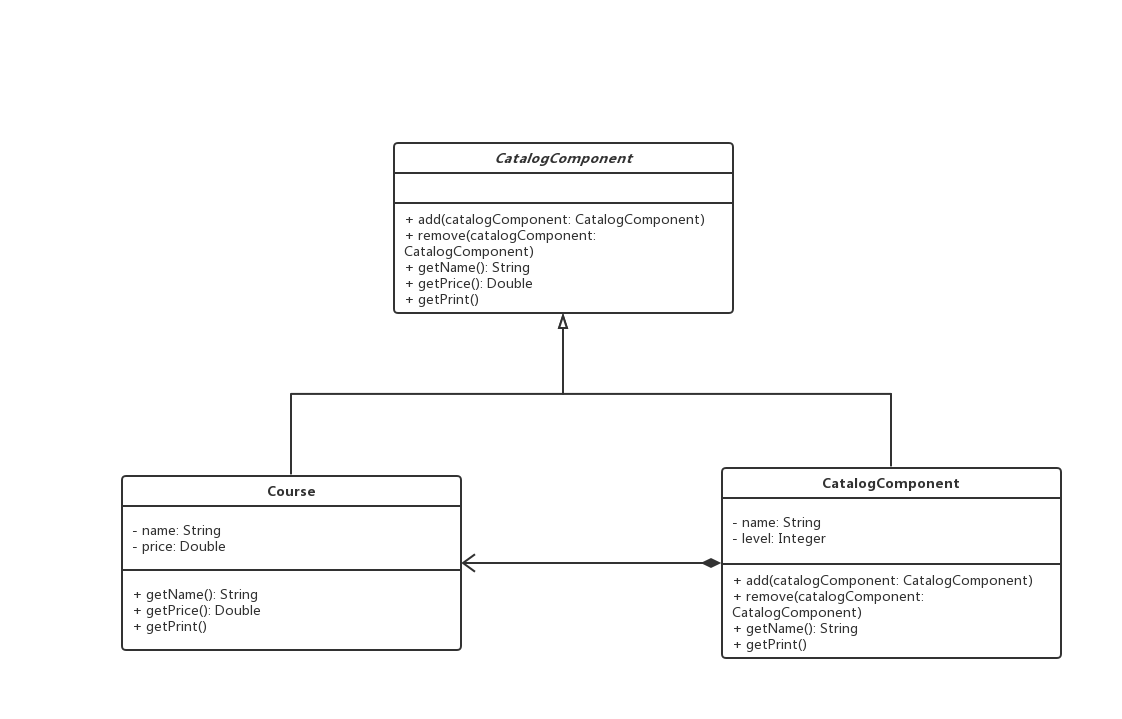 CatalogComponent
+ add(catalogComponent: CatalogComponent)
+ remove(catalogComponent:
CatalogComponent)
+ getName(): String
+ getPrice(): Double
+ getPrint()
Course
- name: String
- price: Double
+ getName(): String
+ getPrice(): Double
+ getPrint()
CatalogComponent
- name: String
- level: Integer
+ add(catalogComponent: CatalogComponent)
+ remove(catalogComponent:
CatalogComponent)
+ getName(): String
+ getPrint()